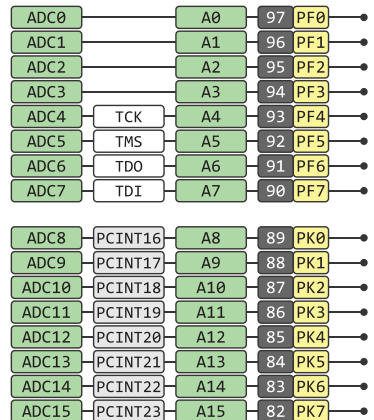 ADC0 A0 97 PF0
ADC1 A1 96 PF1
ADC2 A2 95 PF2
ADC3 A3 94 PF3
ADC4 TCK A4 93 PF4
ADC5 TMS A5 92 PF5
ADC6 TDO A6 91 PF6
ADC7 TDI A7 90 PF7
ADC8 PCINT16 A8 89 PK0
ADC9 PCINT17 A9 88 PK1
ADC10 PCINT18 A10 87 PK2
ADC11 PCINT19 A11 86 PK3
ADC12 PCINT20 A12 85 PK4
ADC13 PCINT21 A13 84 PK5
ADC14 PCINT22 A14 83 PK6
ADC15 PCINT23 A15 82 PK7